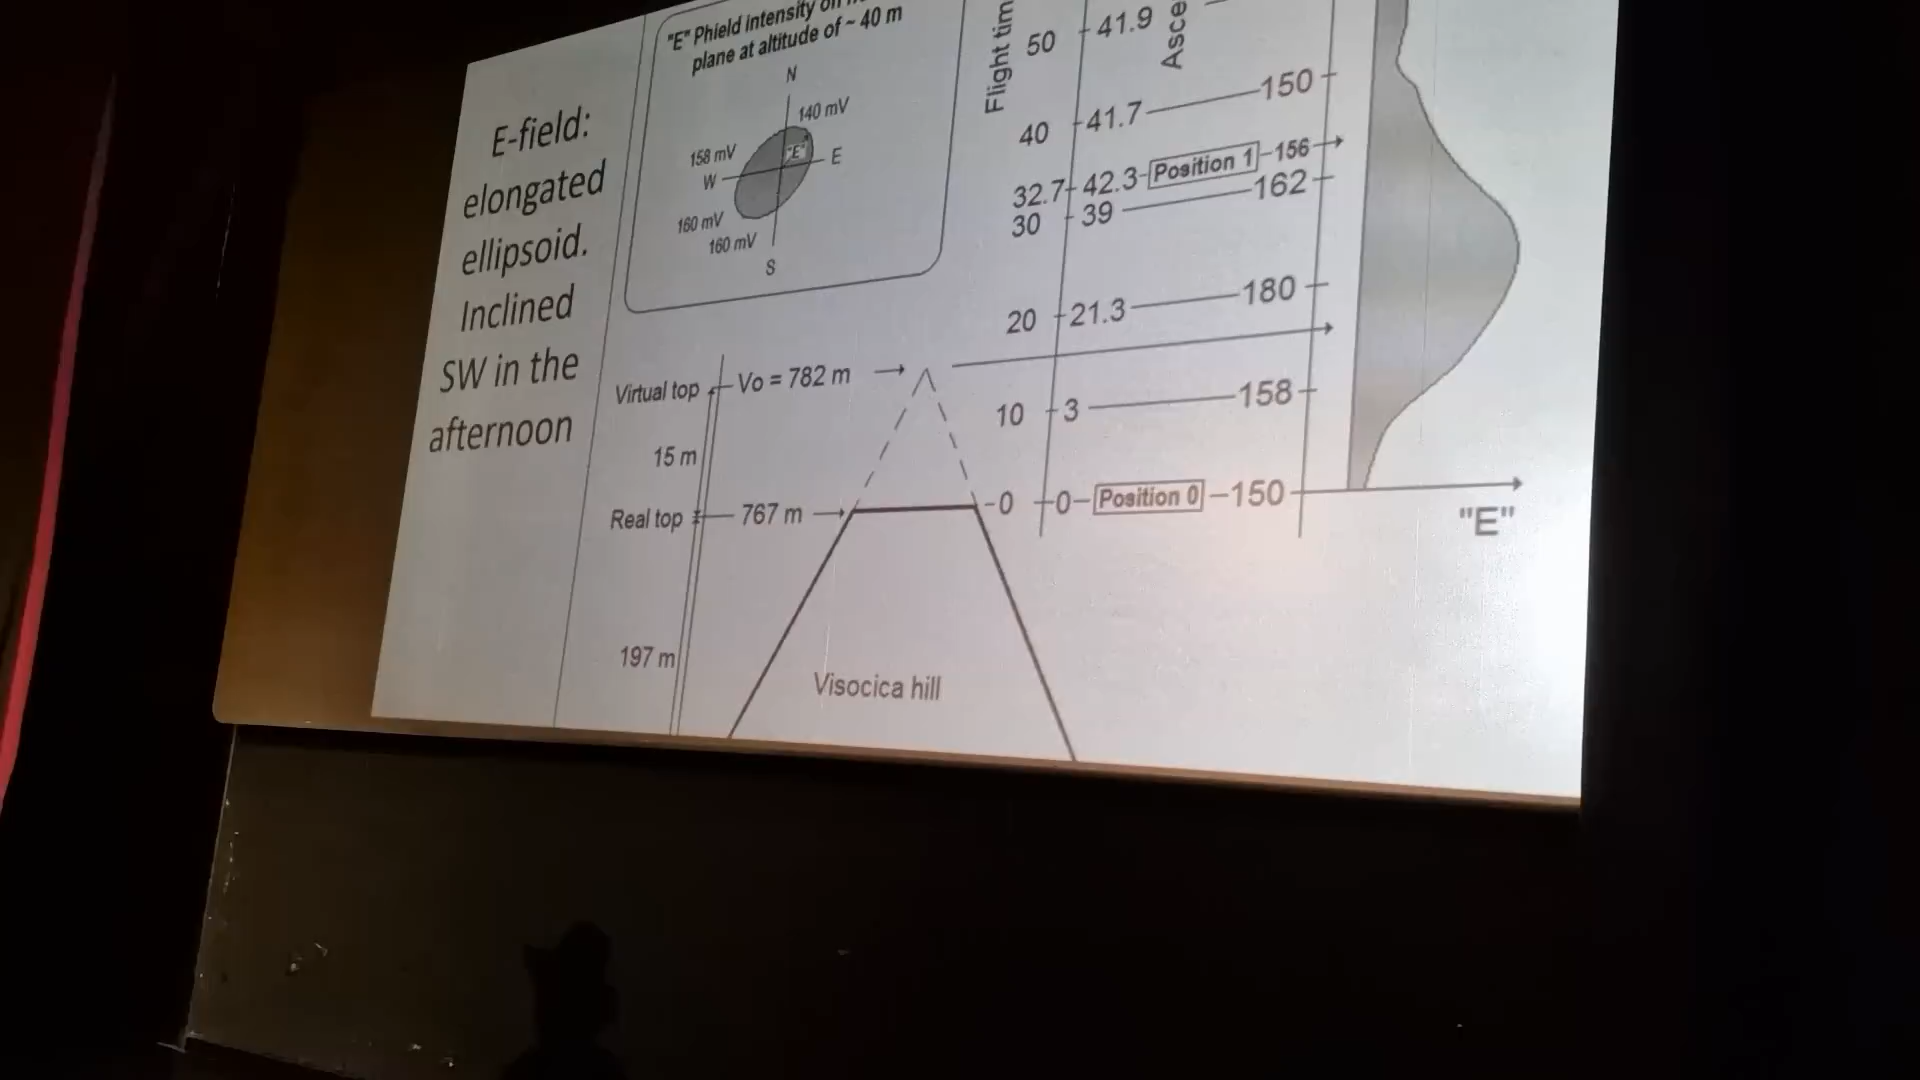 E-field:
elongated
ellipsoid.
Inclined
SW in the
afternoon
"E" Phield intensity on
plane at altitude of ~ 40 m
N
140 mV
158 mV
"E"
W
E
160 mV
160 mV
S
Flight tim
Asce
50 41.9
40 41.7 150
32.7 42.3 Position 1 156
30 39 162
20 21.3 180
10 3 158
0 0 Position 0 150
"E"
Virtual top Vo = 782 m
15 m
Real top 767 m
197 m
Visocica hill